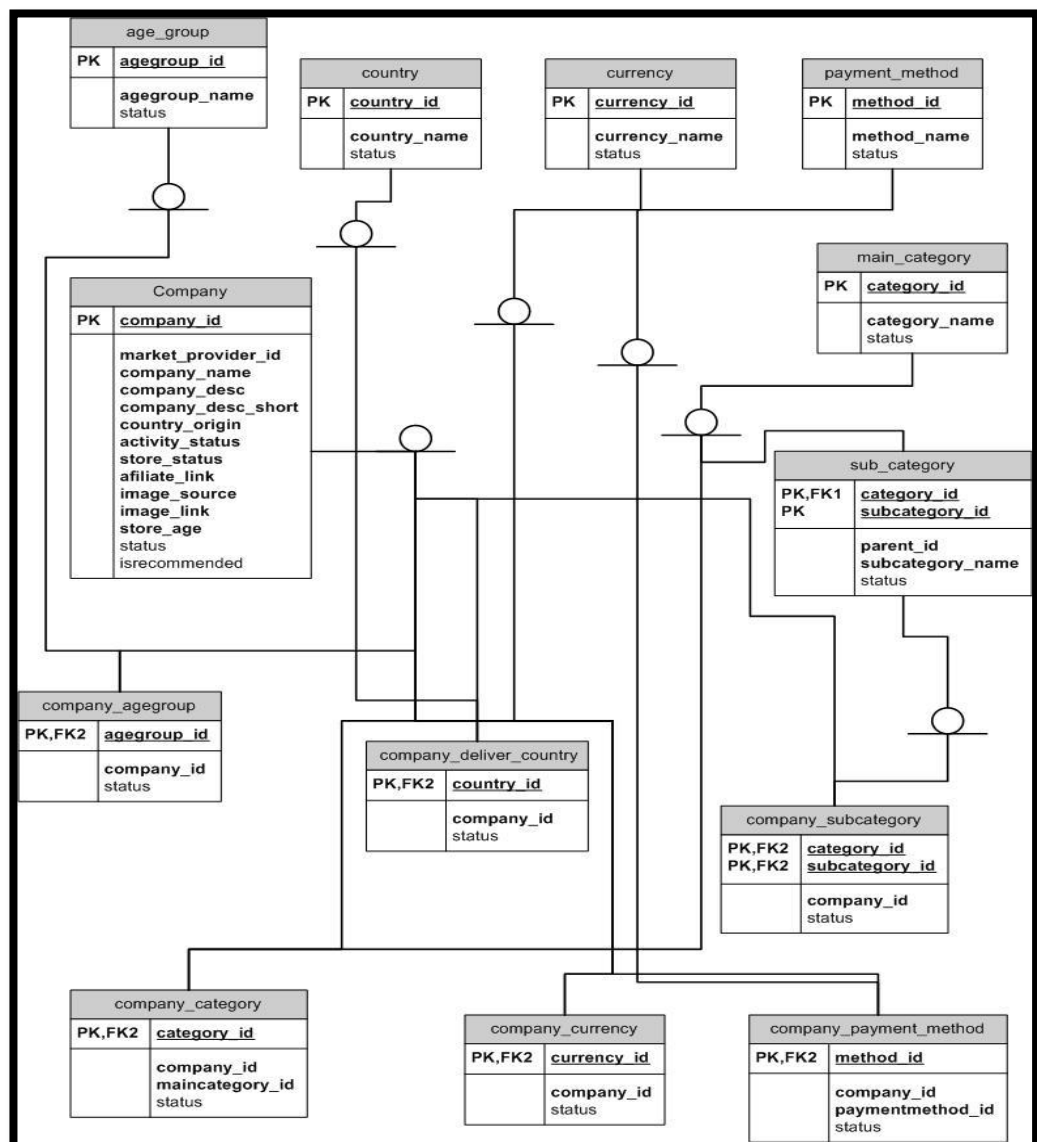 age_group
PK agegroup_id
agegroup_name
status
country
PK country_id
country_name
status
currency
PK currency_id
currency_name
status
payment_method
PK method_id
method_name
status
main_category
PK category_id
category_name
status
Company
PK company_id
market_provider_id
company_name
company_desc
company_desc_short
country_origin
activity_status
store_status
afiliate_link
image_source
image_link
store_age
status
isrecommended
sub_category
PK,FK1 category_id
PK subcategory_id
parent_id
subcategory_name
status
company_agegroup
PK,FK2 agegroup_id
company_id
status
company_deliver_country
PK,FK2 country_id
company_id
status
company_subcategory
PK,FK2 category_id
PK,FK2 subcategory_id
company_id
status
company_category
PK,FK2 category_id
company_id
maincategory_id
status
company_currency
PK,FK2 currency_id
company_id
status
company_payment_method
PK,FK2 method_id
company_id
paymentmethod_id
status